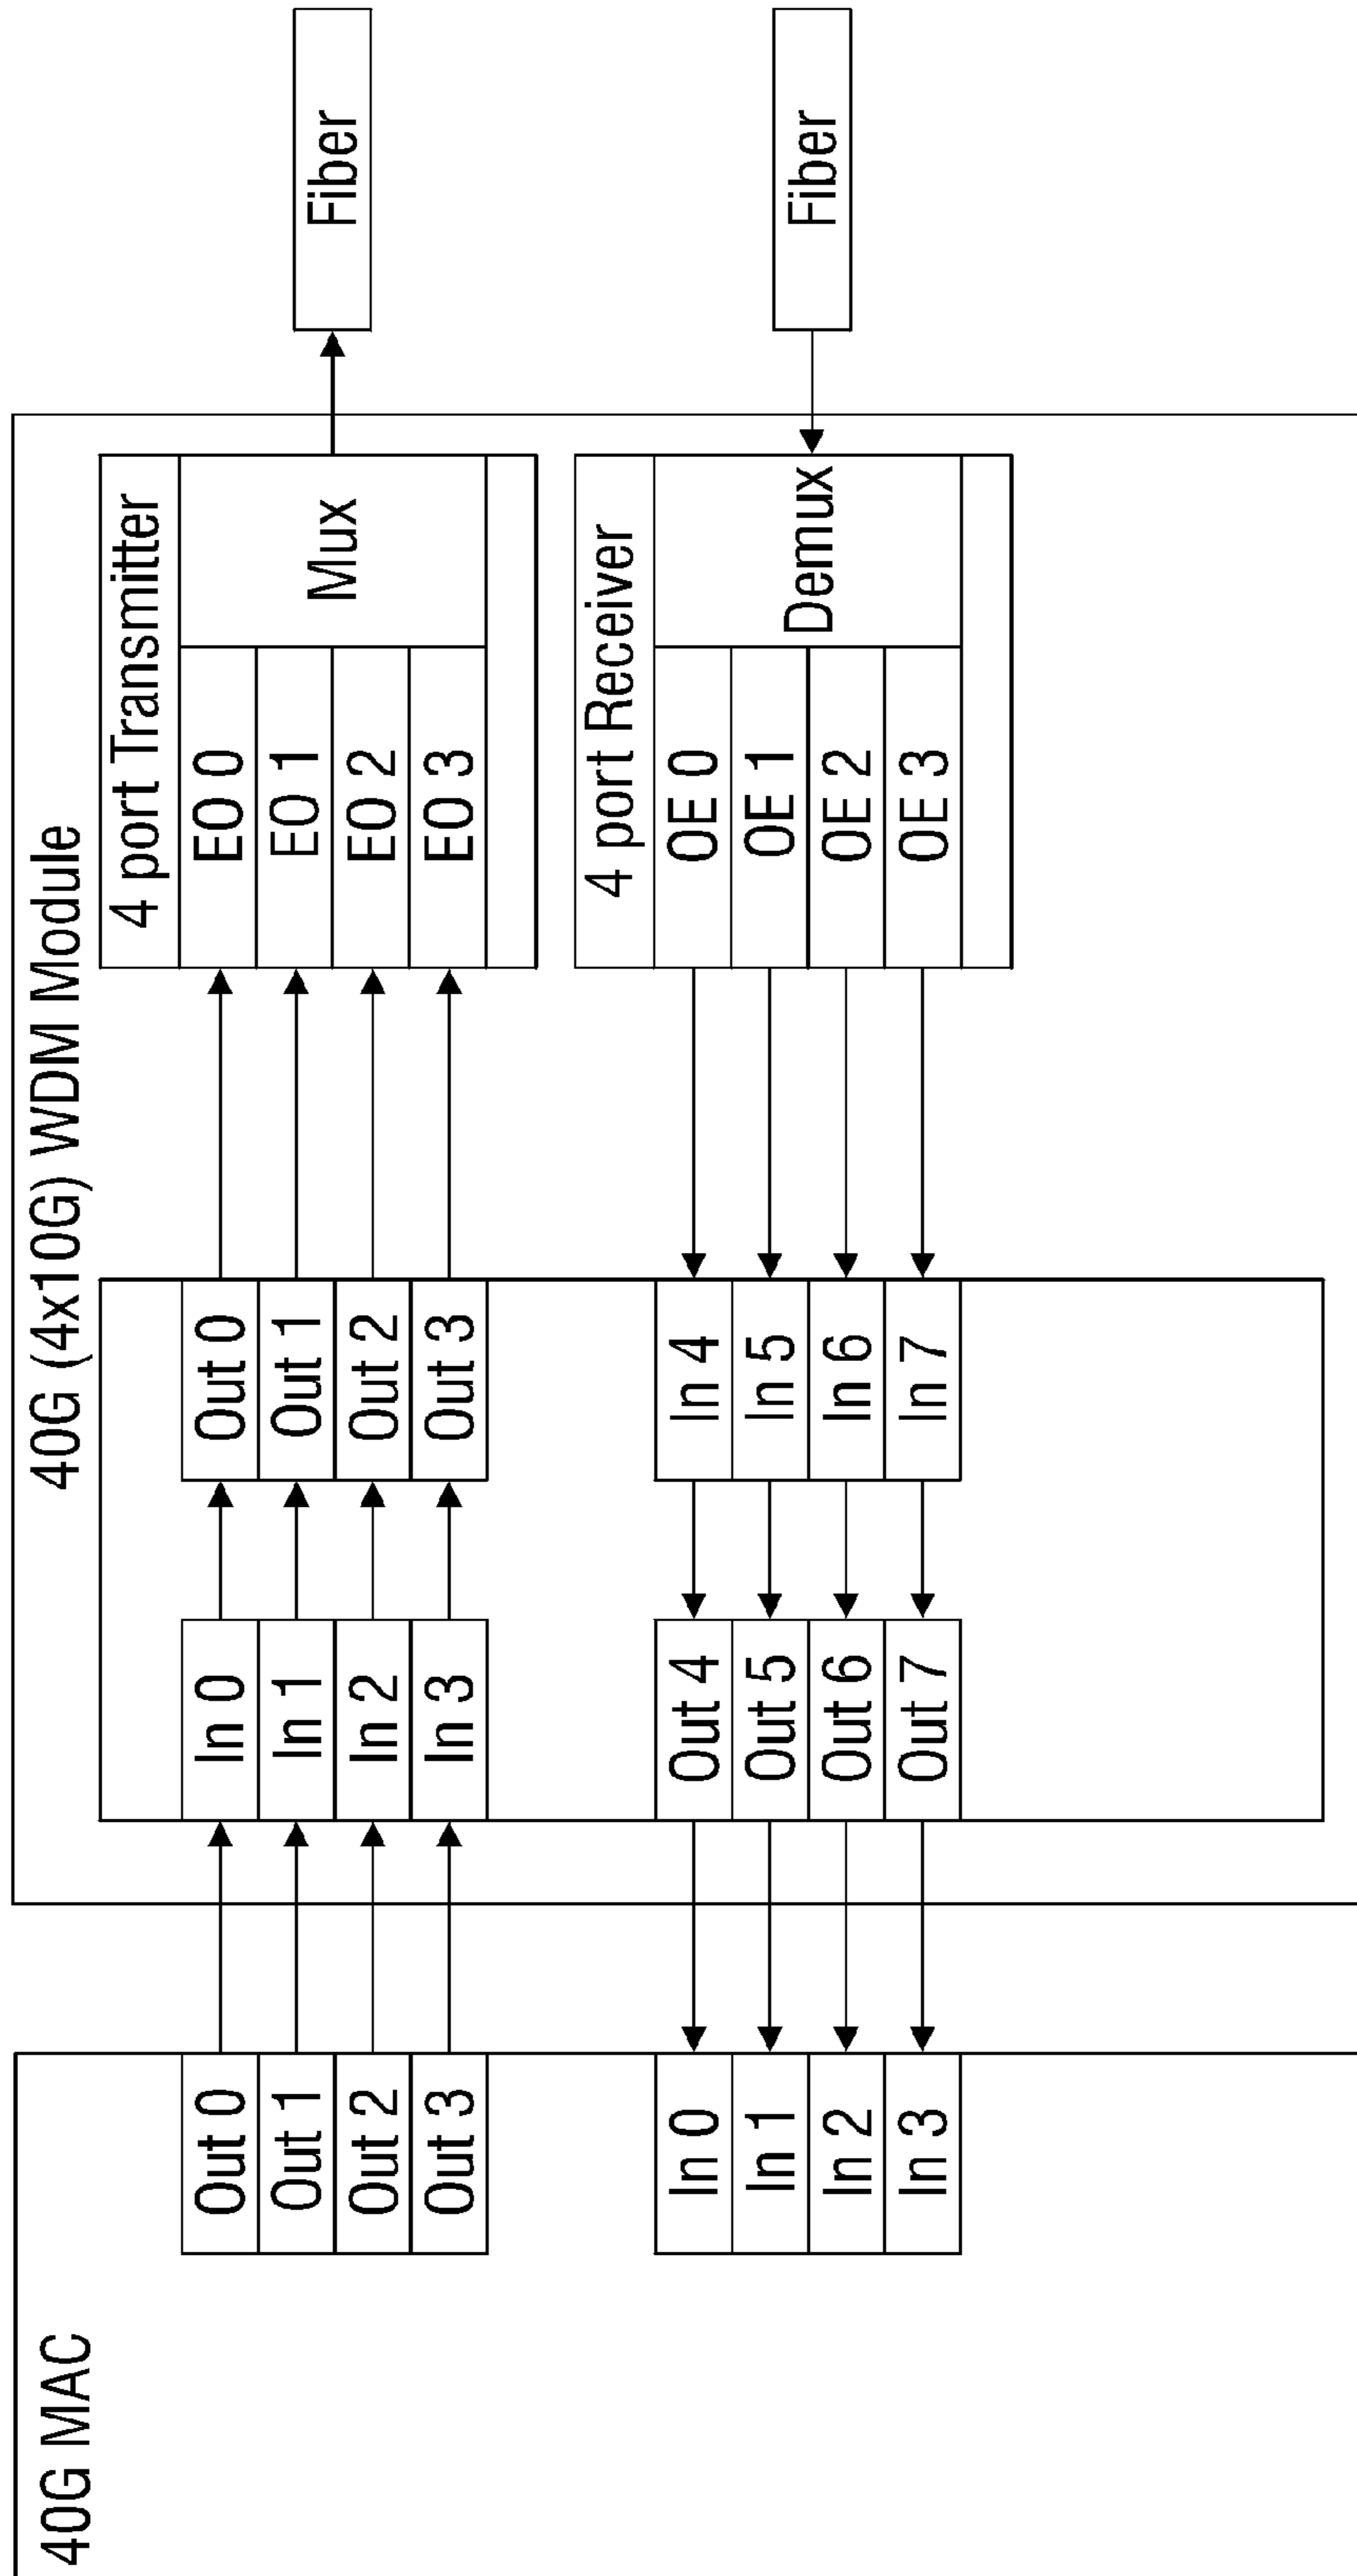 40G MAC
Out 0
Out 1
Out 2
Out 3
In 0
In 1
In 2
In 3
40G (4x10G) WDM Module
In 0
In 1
In 2
In 3
Out 4
Out 5
Out 6
Out 7
Out 0
Out 1
Out 2
Out 3
In 4
In 5
In 6
In 7
4 port Transmitter
EO 0
EO 1
EO 2
EO 3
Mux
4 port Receiver
OE 0
OE 1
OE 2
OE 3
Demux
Fiber
Fiber